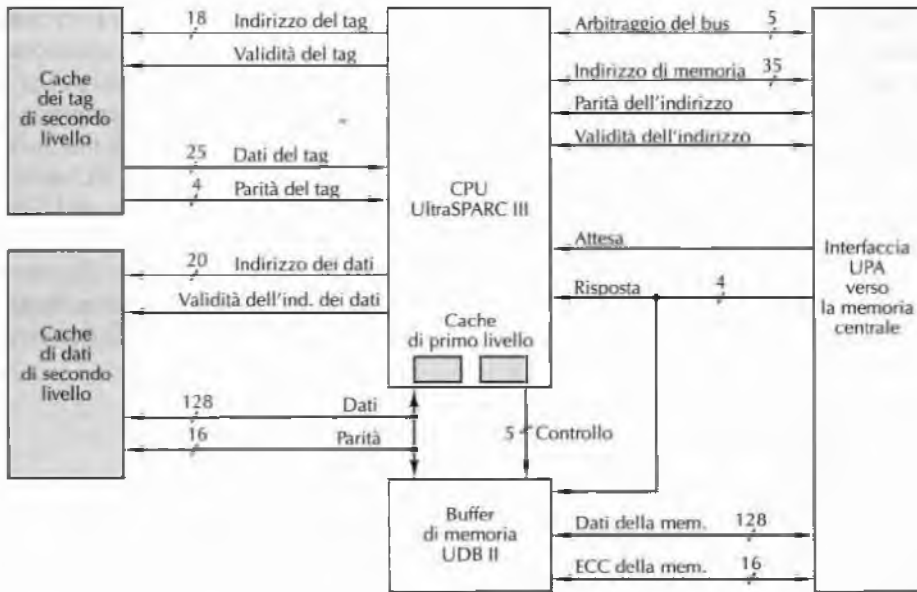 18 Indirizzo del tag
Validità del tag
Cache
dei tag
di secondo
livello
25 Dati del tag
4 Parità del tag
20 Indirizzo dei dati
Validità dell'ind. dei dati
Cache
di dati
di secondo
livello
128 Dati
16 Parità
CPU
UltraSPARC III
Cache
di primo livello
5 Controllo
Buffer
di memoria
UDB II
Arbitraggio del bus 5
Indirizzo di memoria 35
Parità dell'indirizzo
Validità dell'indirizzo
Attesa
Risposta 4
Dati della mem. 128
ECC della mem. 16
Interfaccia
UPA
verso
la memoria
centrale